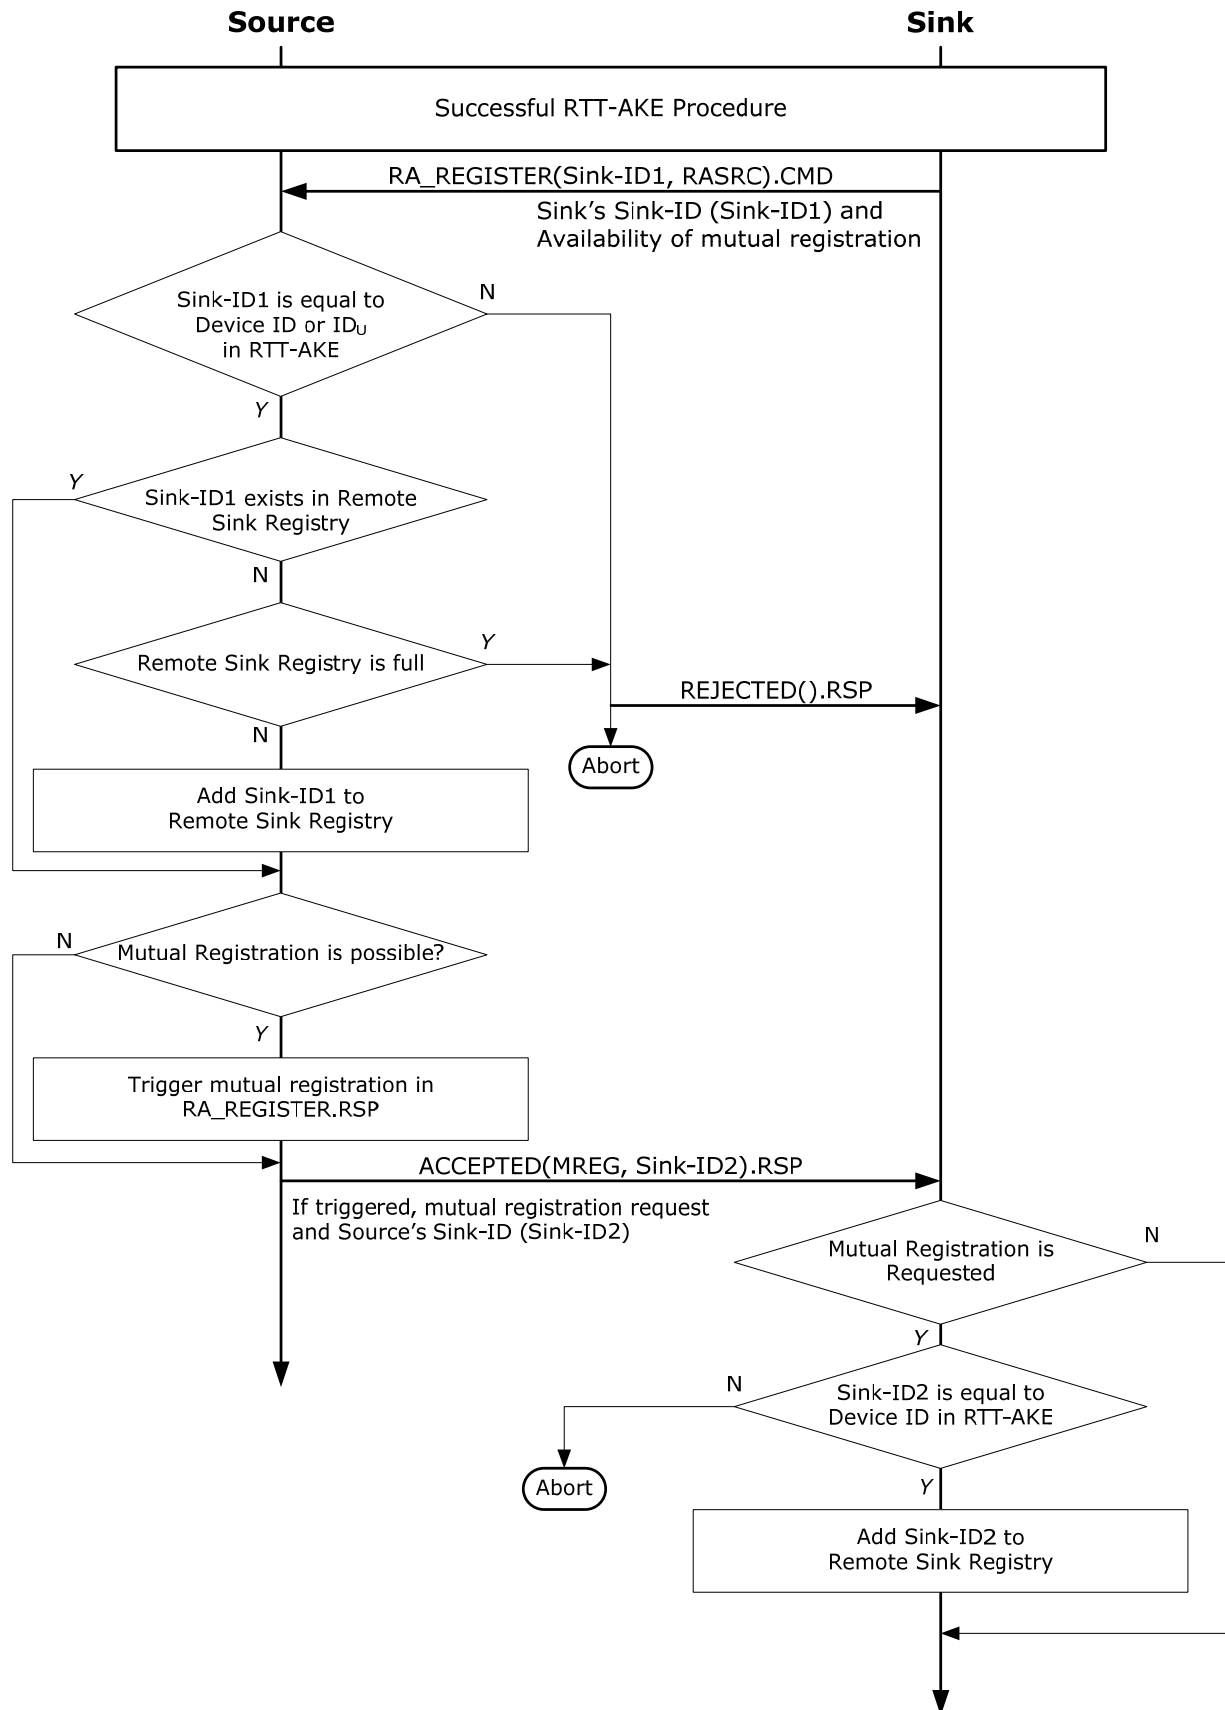 Source
Sink
Successful RTT-AKE Procedure
RA_REGISTER(Sink-ID1, RASRC).CMD
Sink’s Sink-ID (Sink-ID1) and
Availability of mutual registration
Sink-ID1 is equal to
Device ID or IDU
in RTT-AKE
N
Y
Sink-ID1 exists in Remote
Sink Registry
Y
N
Remote Sink Registry is full
Y
REJECTED().RSP
N
Abort
Add Sink-ID1 to
Remote Sink Registry
Mutual Registration is possible?
N
Y
Trigger mutual registration in
RA_REGISTER.RSP
ACCEPTED(MREG, Sink-ID2).RSP
If triggered, mutual registration request
and Source’s Sink-ID (Sink-ID2)
Mutual Registration is
Requested
N
Y
Sink-ID2 is equal to
Device ID in RTT-AKE
N
Abort
Y
Add Sink-ID2 to
Remote Sink Registry